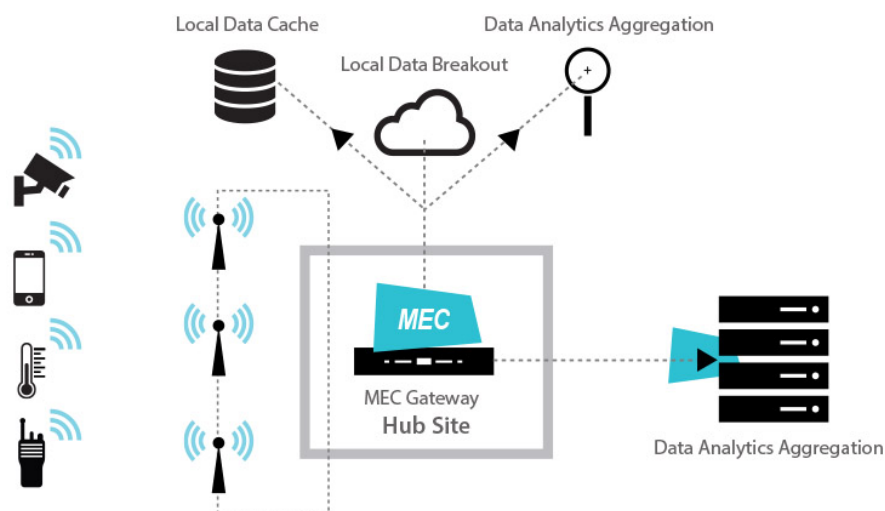 Local Data Cache
Data Analytics Aggregation
Local Data Breakout
MEC
MEC Gateway
Hub Site
Data Analytics Aggregation